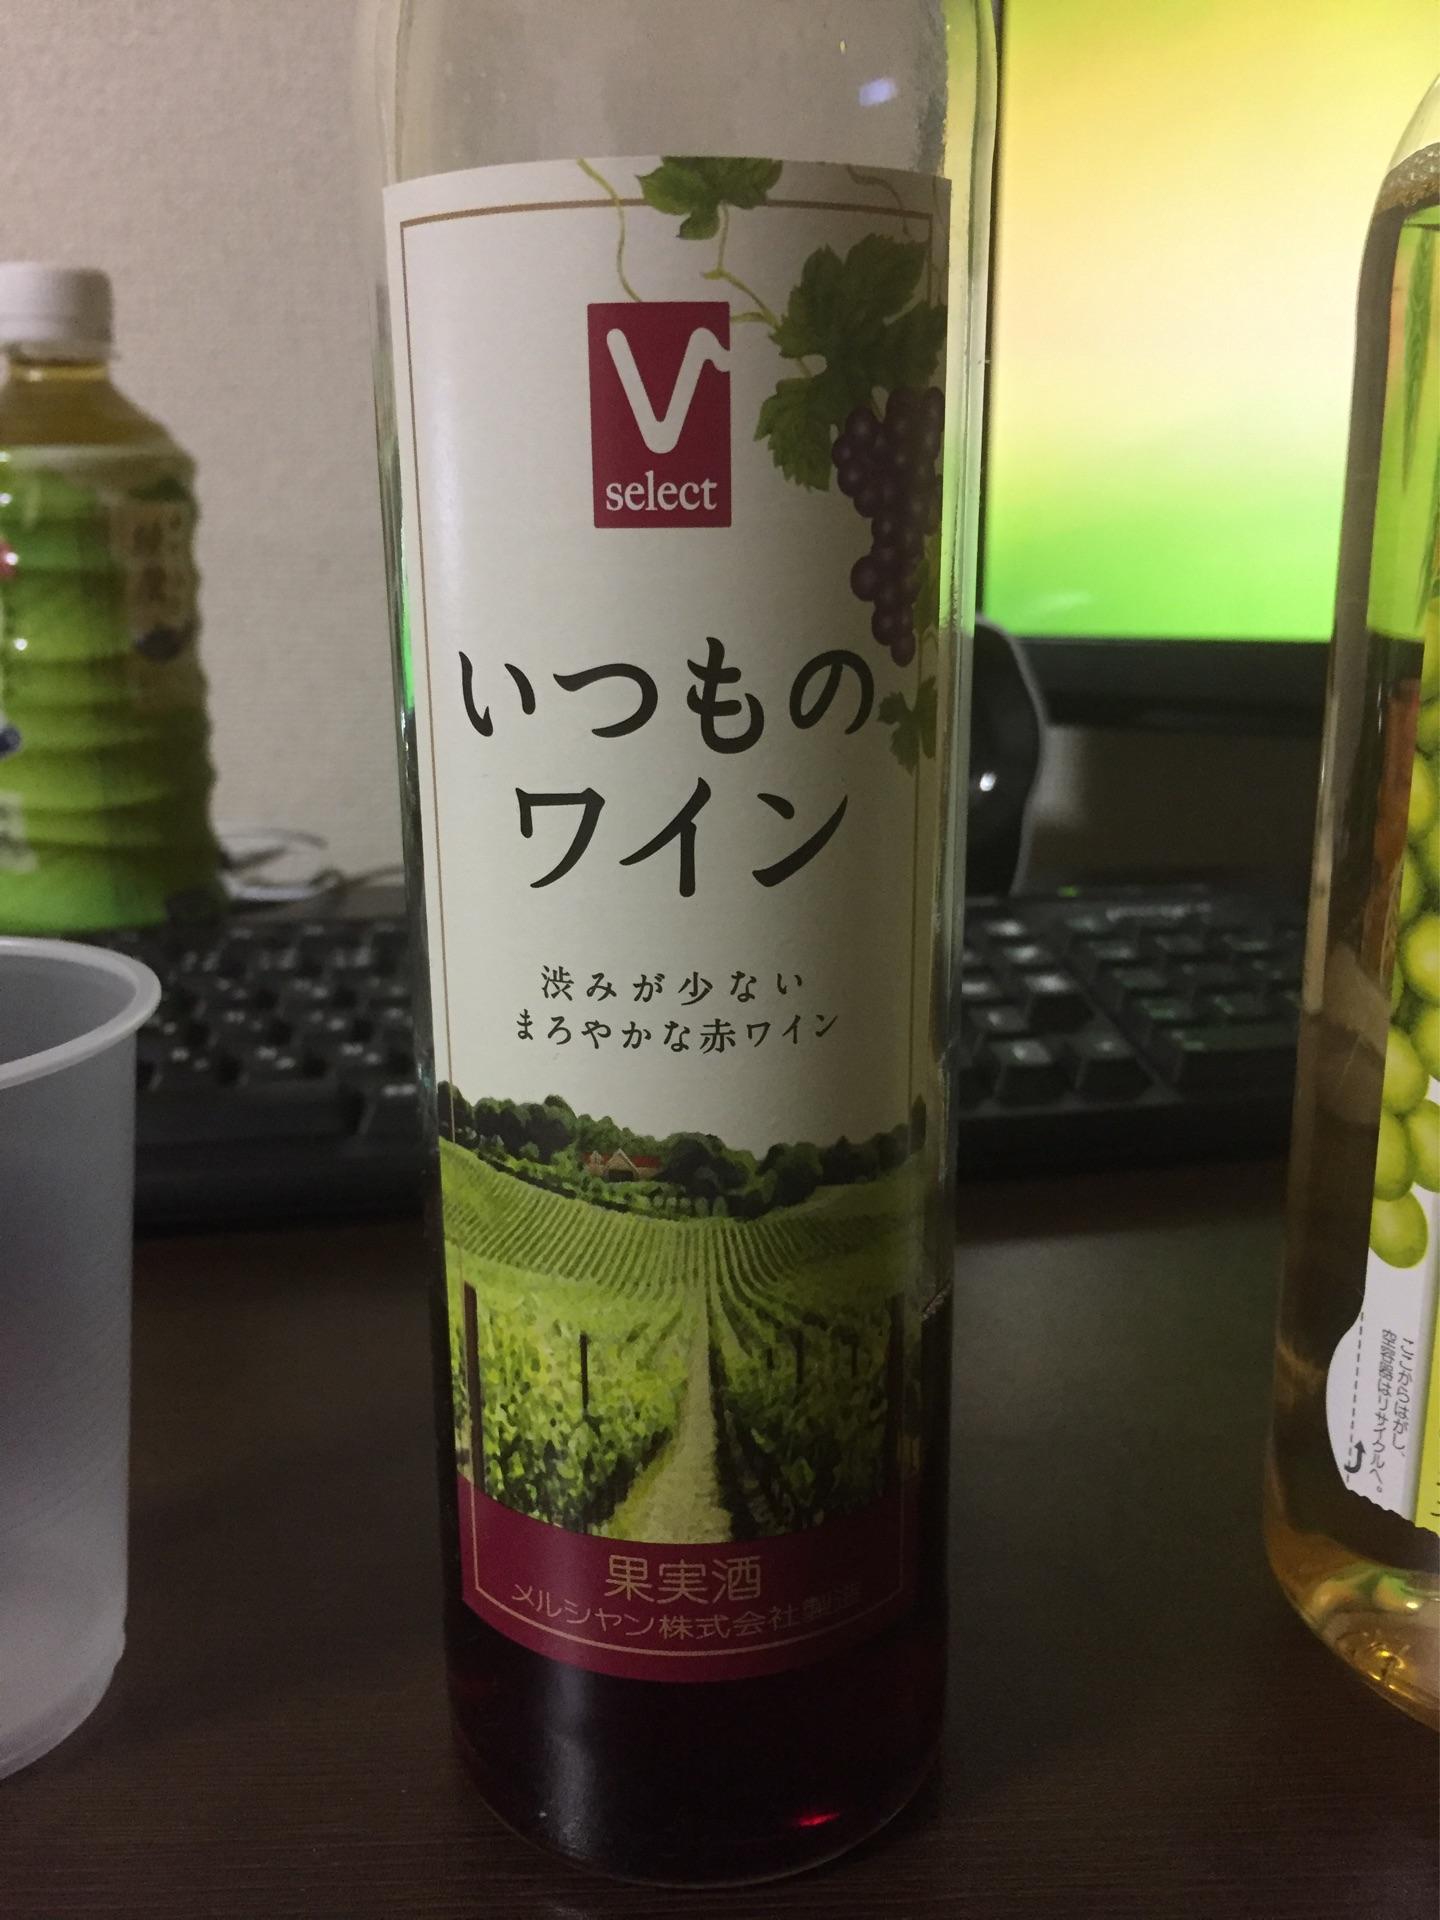 V
select
いつもの
ワイン
渋みが少ない
まろやかな赤ワイン
果実酒
メルシャン株式会社製造
ここからはがし、
空容器はリサイクルへ。